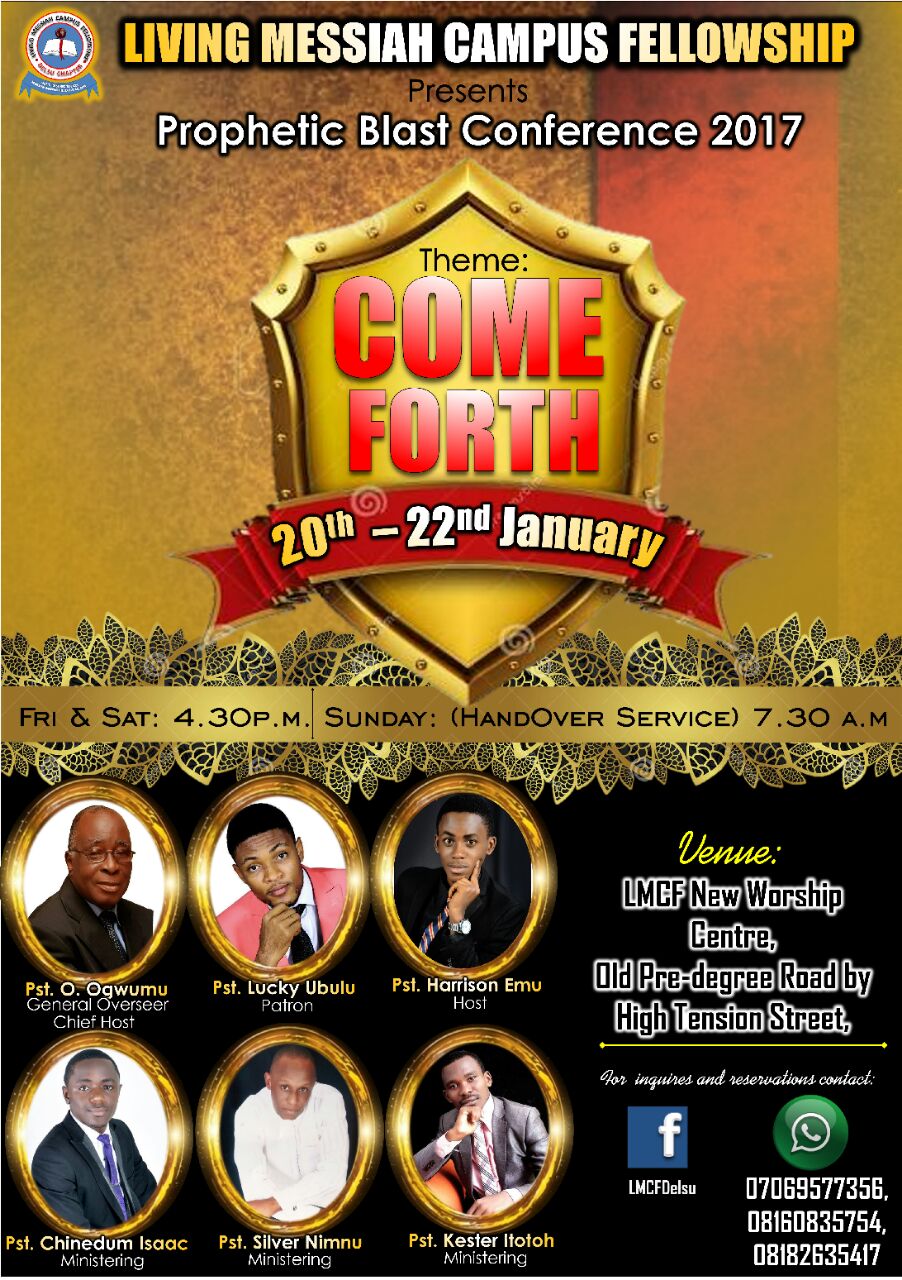 LIVING MESSIAH CAMPUS FELLOWSHIP
Presents
Prophetic Blast Conference 2017
Theme:
COME
FORTH
20th – 22nd January
FRI & SAT: 4.30P.M. SUNDAY: (HANDOVER SERVICE) 7.30 A.M
Pst. O. Ogwumu
General Overseer
Chief Host
Pst. Lucky Ubulu
Patron
Pst. Harrison Emu
Host
Pst. Chinedum Isaac
Ministering
Pst. Silver Nimnu
Ministering
Pst. Kester Itotoh
Ministering
Venue:
LMCF New Worship
Centre,
Old Pre-degree Road by
High Tension Street,
For inquires and reservations contact:
LMCFDelsu
07069577356,
08160835754,
08182635417